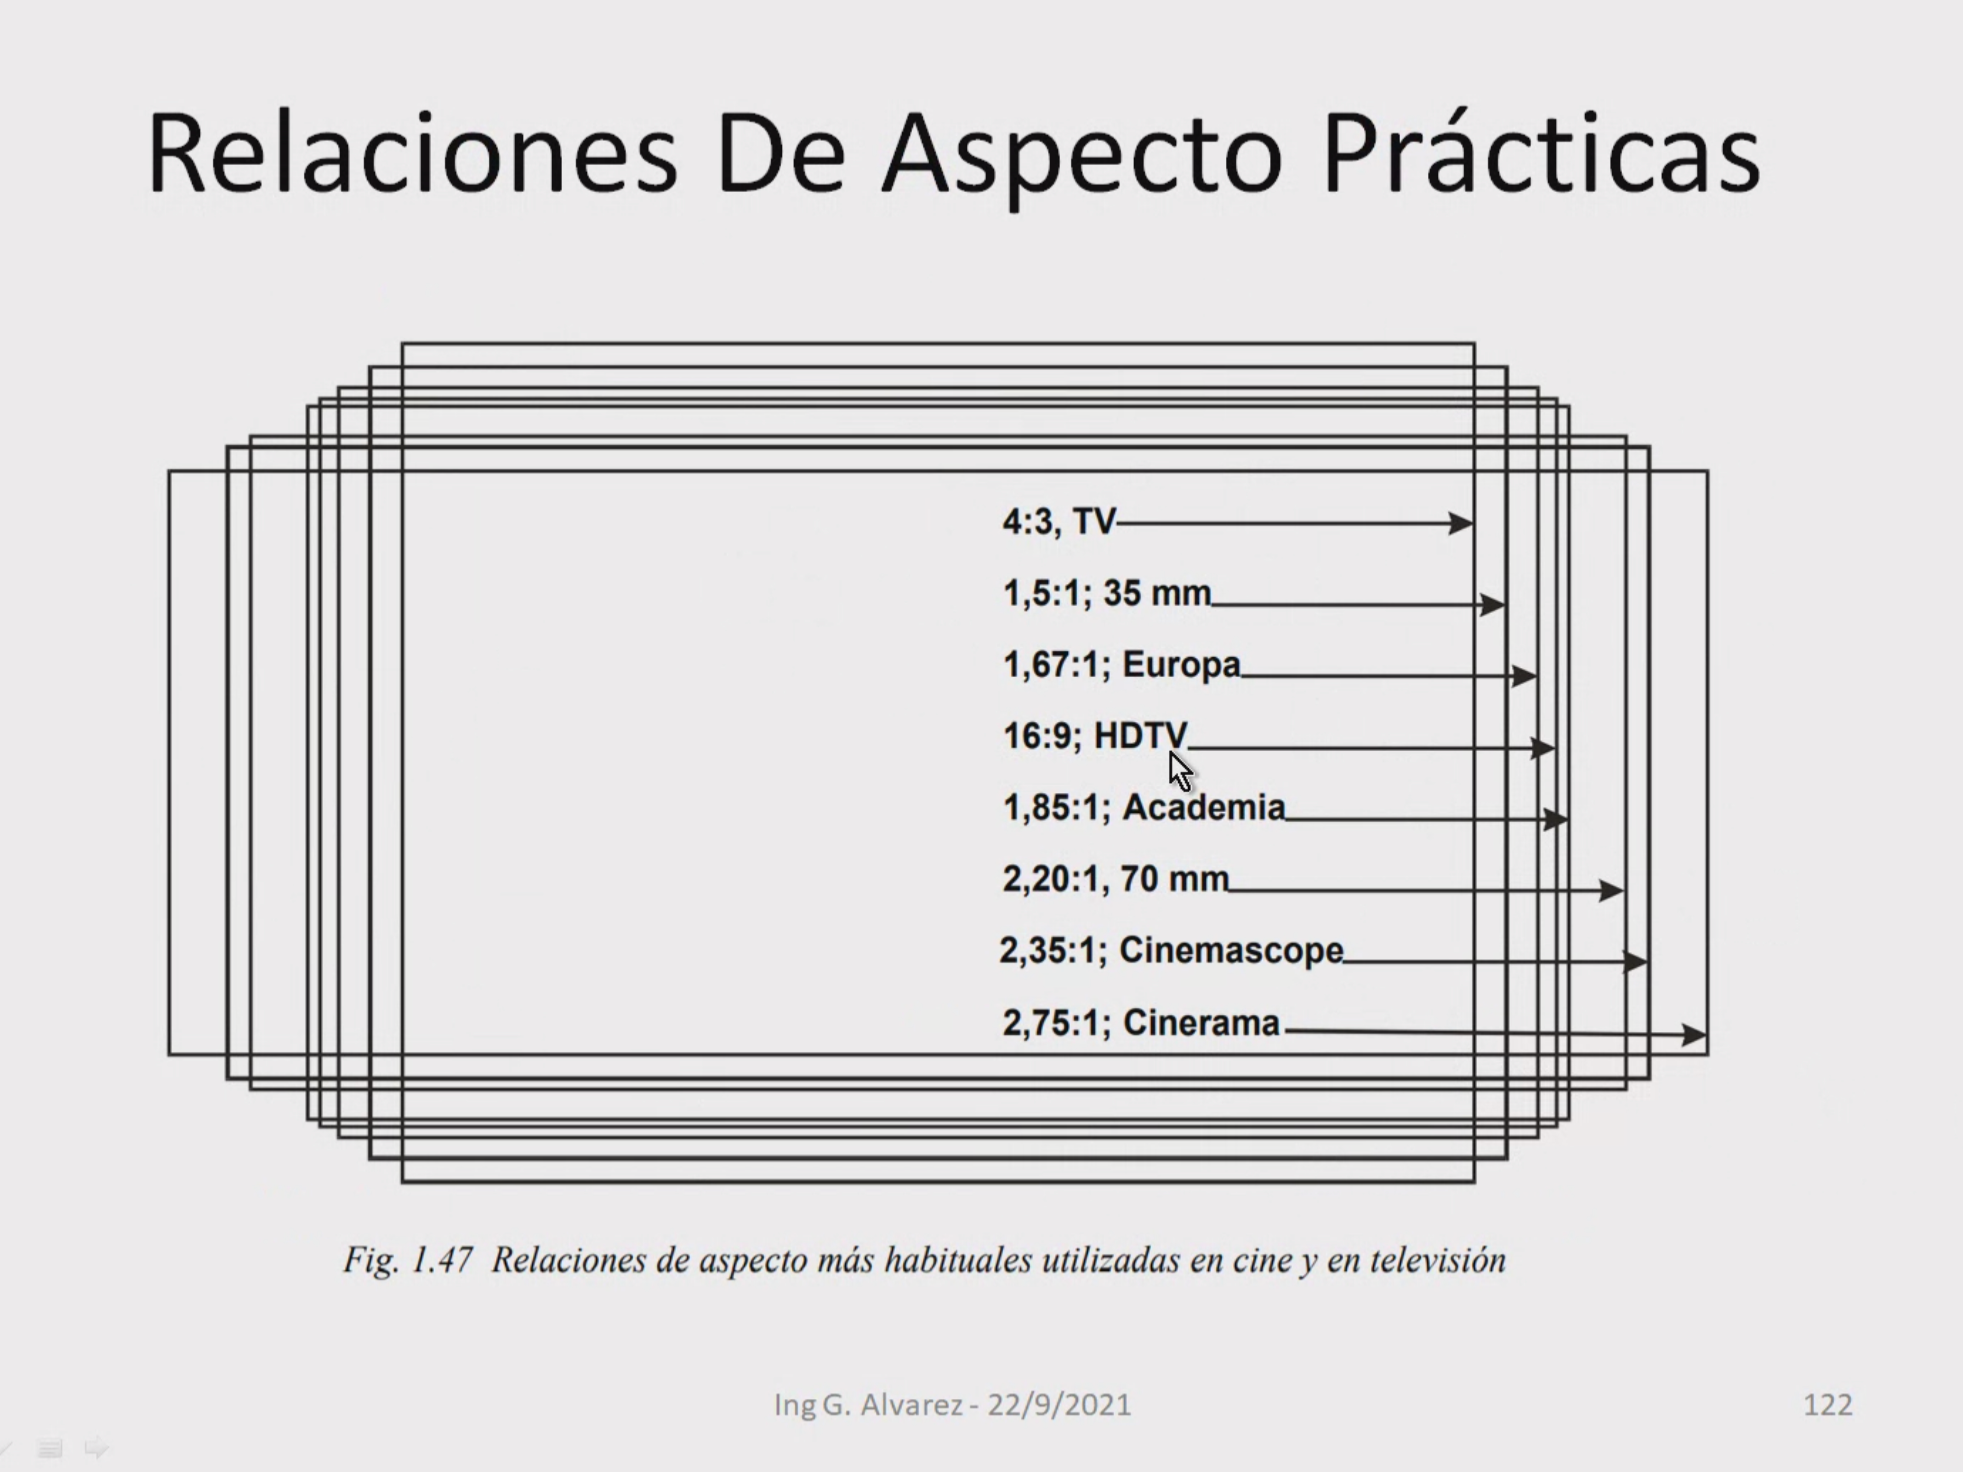 Relaciones De Aspecto Prácticas
4:3, TV
1,5:1; 35 mm
1,67:1; Europa
16:9; HDTV
1,85:1; Academia
2,20:1, 70 mm
2,35:1; Cinemascope
2,75:1; Cinerama
Fig. 1.47 Relaciones de aspecto más habituales utilizadas en cine y en televisión
Ing G. Alvarez - 22/9/2021
122